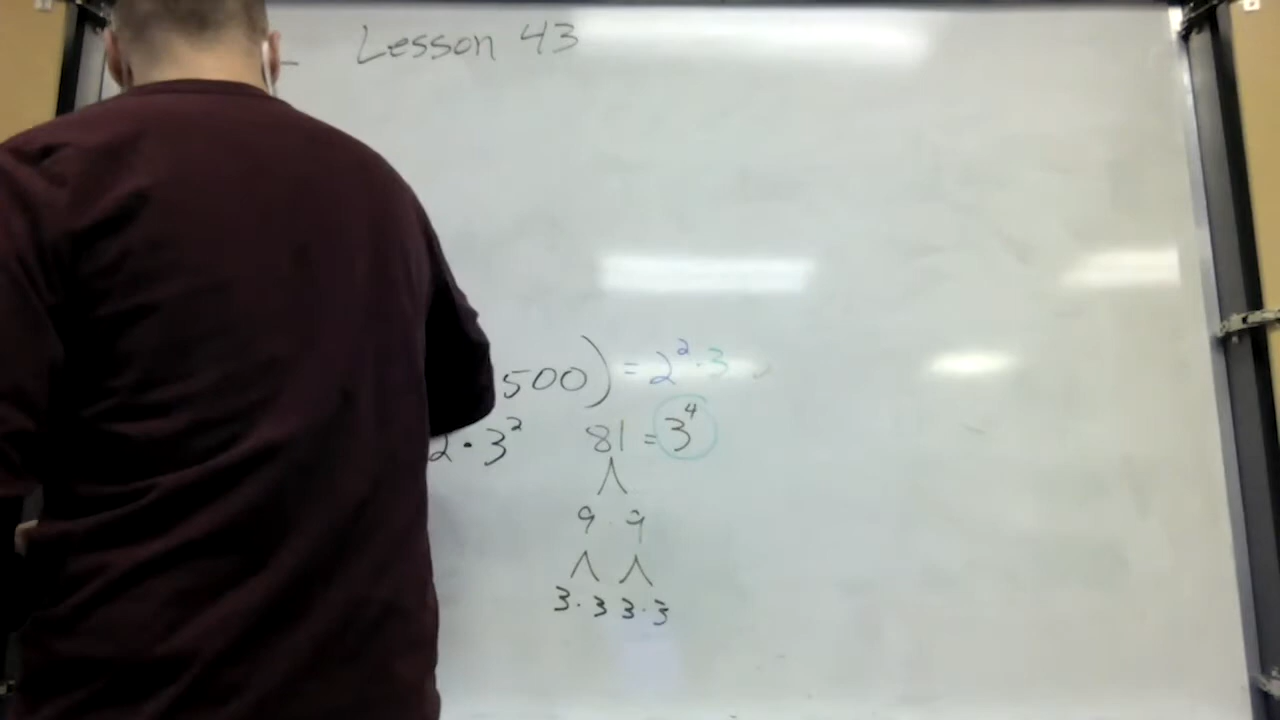 Lesson 43
500) = 2² · 3
2 · 3² 81 = 3⁴
9 · 9
3 · 3 3 · 3